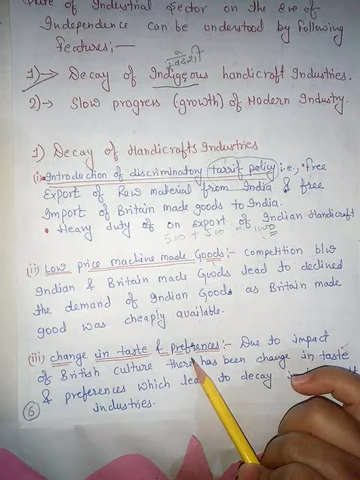 of Industrial Sector on the Eve of
Independence can be understood by following
features;—
स्वदेशी
1)→ Decay of Indigeous handicraft Industries.
2)→ Slow progress (growth) of Modern Industry.
1) Decay of Handicrafts Industries
(i) Introduction of discriminatory tarrif policy i.e., • free
Export of Raw material from India & free
Import of Britain made goods to India.
• Heavy duty of on export of Indian Handicraft
500 + 500 =
(ii) Low price machine made Goods:- competition b/w
Indian & Britain made Goods lead to declined
the demand of Indian Goods as Britain made
good was cheaply available.
(iii) change in taste & preferences:- Due to impact
of British culture there has been change in taste
& preferences which lead to decay
industries.
6